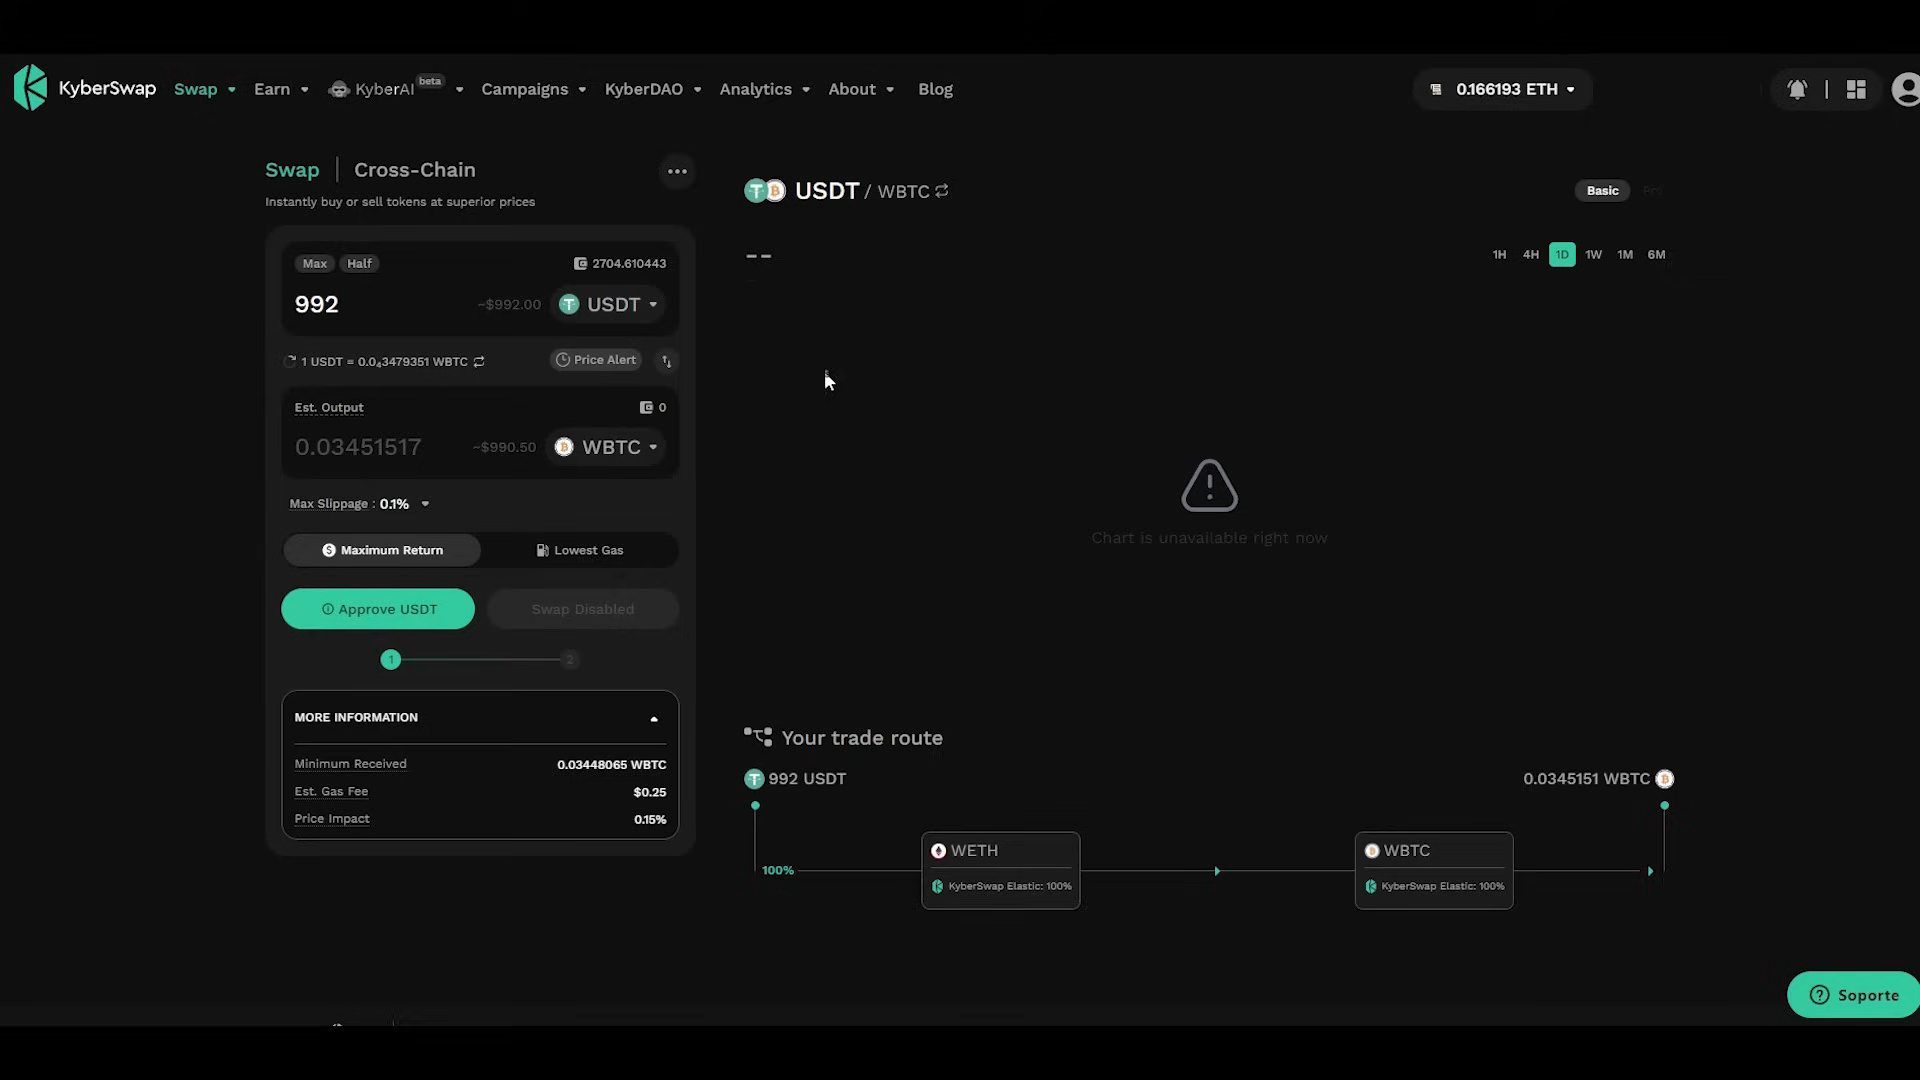 KyberSwap Swap Earn KyberAI beta Campaigns KyberDAO Analytics About Blog 0.166193 ETH
Swap | Cross-Chain
Instantly buy or sell tokens at superior prices
Max Half 2704.610443
992 ~$992.00 USDT
1 USDT = 0.0₄3479351 WBTC Price Alert
Est. Output 0
0.03451517 ~$990.50 WBTC
Max Slippage : 0.1%
Maximum Return Lowest Gas
Approve USDT Swap Disabled
1 2
MORE INFORMATION
Minimum Received 0.03448065 WBTC
Est. Gas Fee $0.25
Price Impact 0.15%
USDT / WBTC Basic Pro
-- 1H 4H 1D 1W 1M 6M
Chart is unavailable right now
Your trade route
992 USDT 0.0345151 WBTC
100%
WETH
KyberSwap Elastic: 100%
WBTC
KyberSwap Elastic: 100%
Soporte